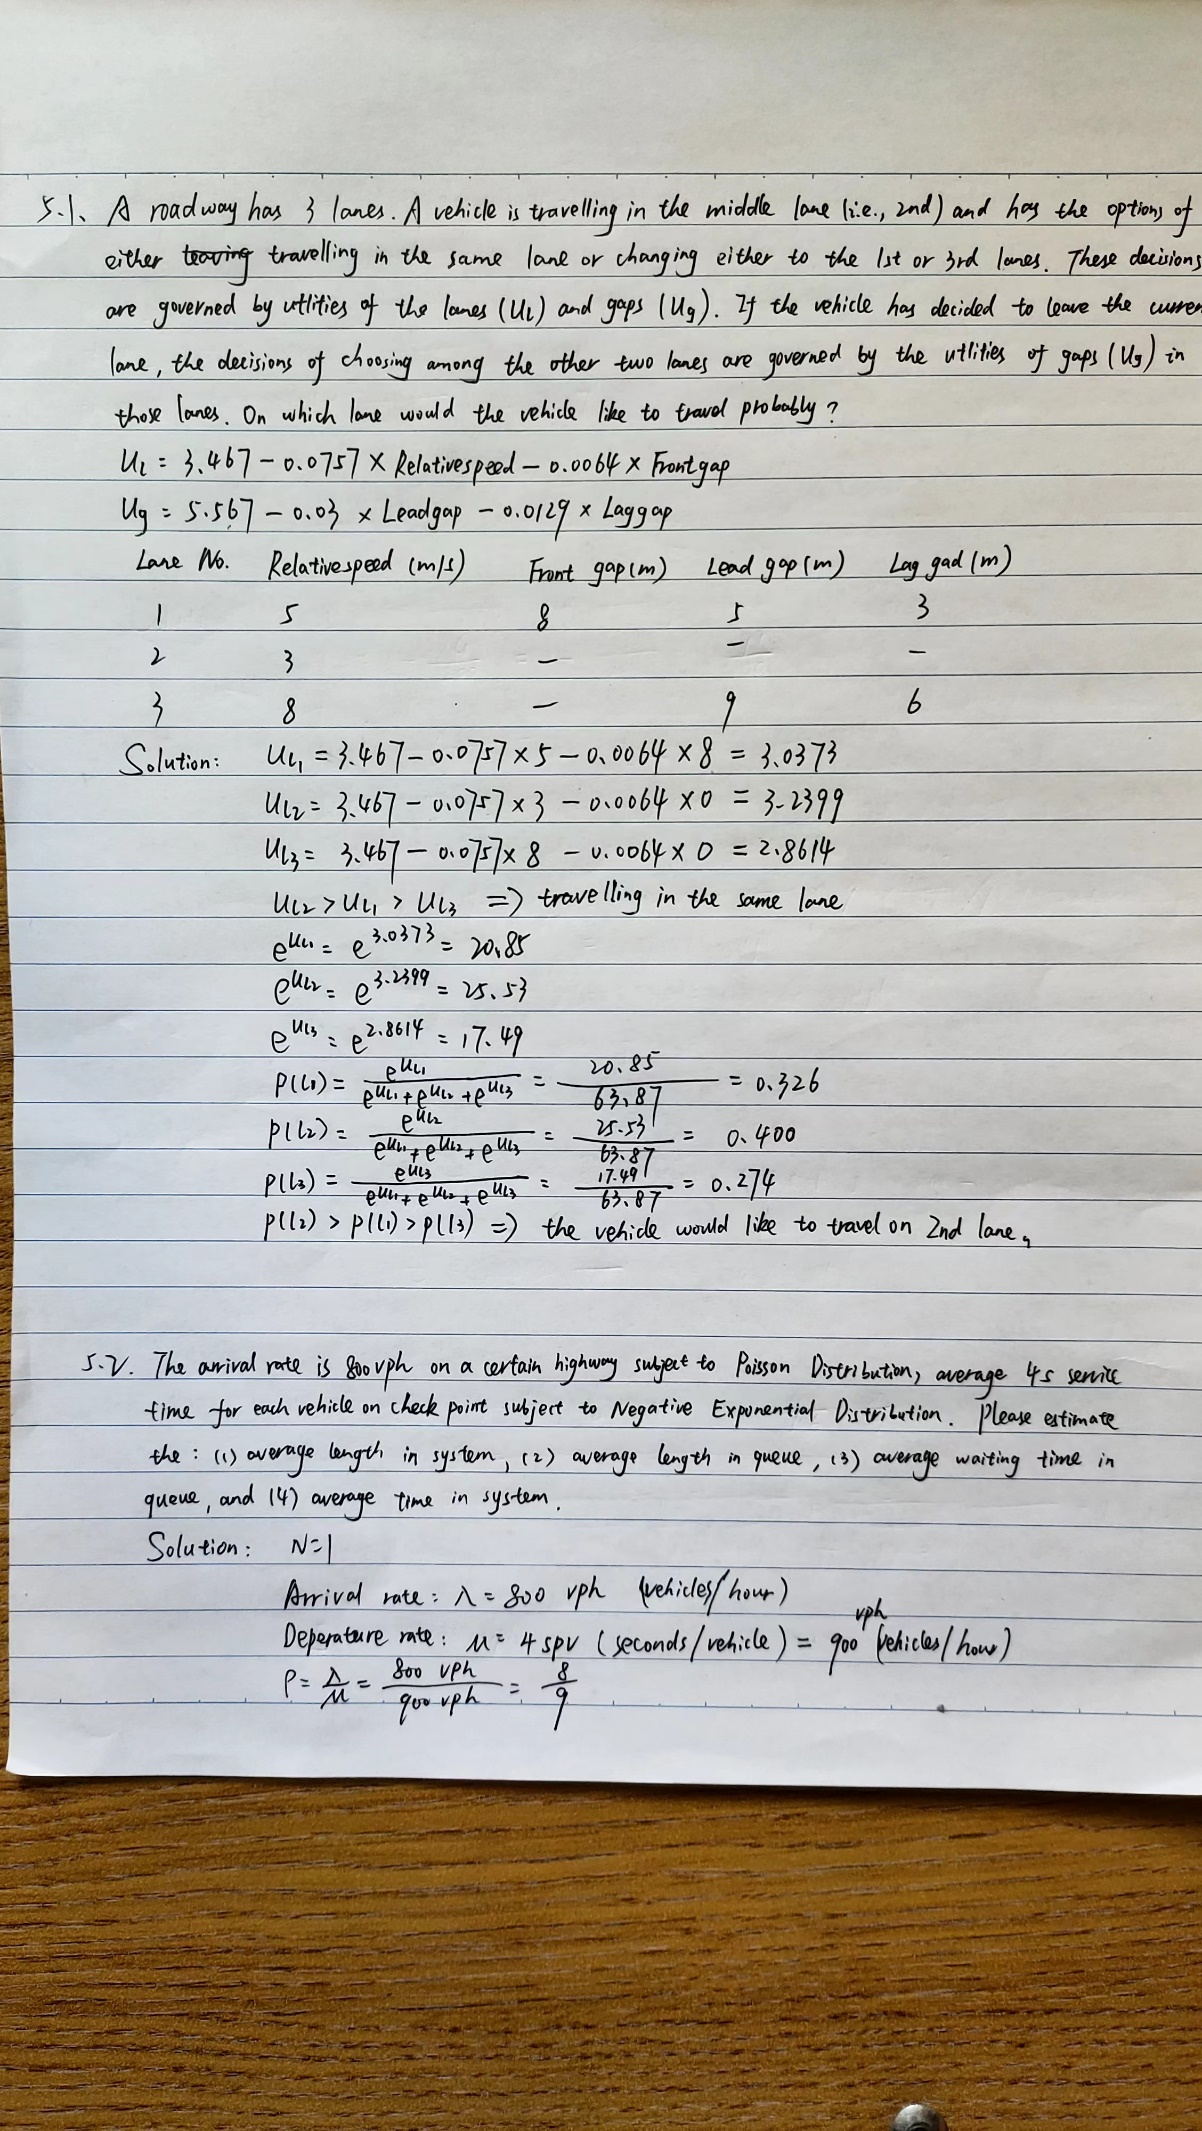 5.1、 A roadway has 3 lanes. A vehicle is travelling in the middle lane (i.e., 2nd) and has the options of
either travelling in the same lane or changing either to the 1st or 3rd lanes. These decisions
are governed by utlities of the lanes (UL) and gaps (Ug). If the vehicle has decided to leave the curren
lane, the decisions of choosing among the other two lanes are governed by the utlities of gaps (Ug) in
those lanes. On which lane would the vehicle like to travel probably?
UL = 3.467 - 0.0757 × Relativespeed - 0.0064 × Frontgap
Ug = 5.567 - 0.03 × Leadgap - 0.0129 × Laggap
Lane No. Relativespeed (m/s) Front gap(m) Lead gap(m) Lag gad (m)
1 5 8 5 3
2 3 - - -
3 8 - 9 6
Solution: UL1 = 3.467 - 0.0757 × 5 - 0.0064 × 8 = 3.0373
UL2 = 3.467 - 0.0757 × 3 - 0.0064 × 0 = 3.2399
UL3 = 3.467 - 0.0757 × 8 - 0.0064 × 0 = 2.8614
UL2 > UL1 > UL3 => travelling in the same lane
e^UL1 = e^3.0373 = 20.85
e^UL2 = e^3.2399 = 25.53
e^UL3 = e^2.8614 = 17.49
P(L1) = e^UL1 / (e^UL1 + e^UL2 + e^UL3) = 20.85 / 63.87 = 0.326
P(L2) = e^UL2 / (e^UL1 + e^UL2 + e^UL3) = 25.53 / 63.87 = 0.400
P(L3) = e^UL3 / (e^UL1 + e^UL2 + e^UL3) = 17.49 / 63.87 = 0.274
P(L2) > P(L1) > P(L3) => the vehicle would like to travel on 2nd lane,
5.2. The arrival rate is 800vph on a certain highway subject to Poisson Distribution, average 4s service
time for each vehicle on check point subject to Negative Exponential Distribution. Please estimate
the : (1) average length in system, (2) average length in queue, (3) average waiting time in
queue, and (4) average time in system.
Solution: N=1
Arrival rate: λ = 800 vph (vehicles/hour)
Deperature rate: μ = 4 spv (seconds/vehicle) = 900 vph (vehicles/hour)
ρ = λ/μ = 800 vph / 900 vph = 8/9